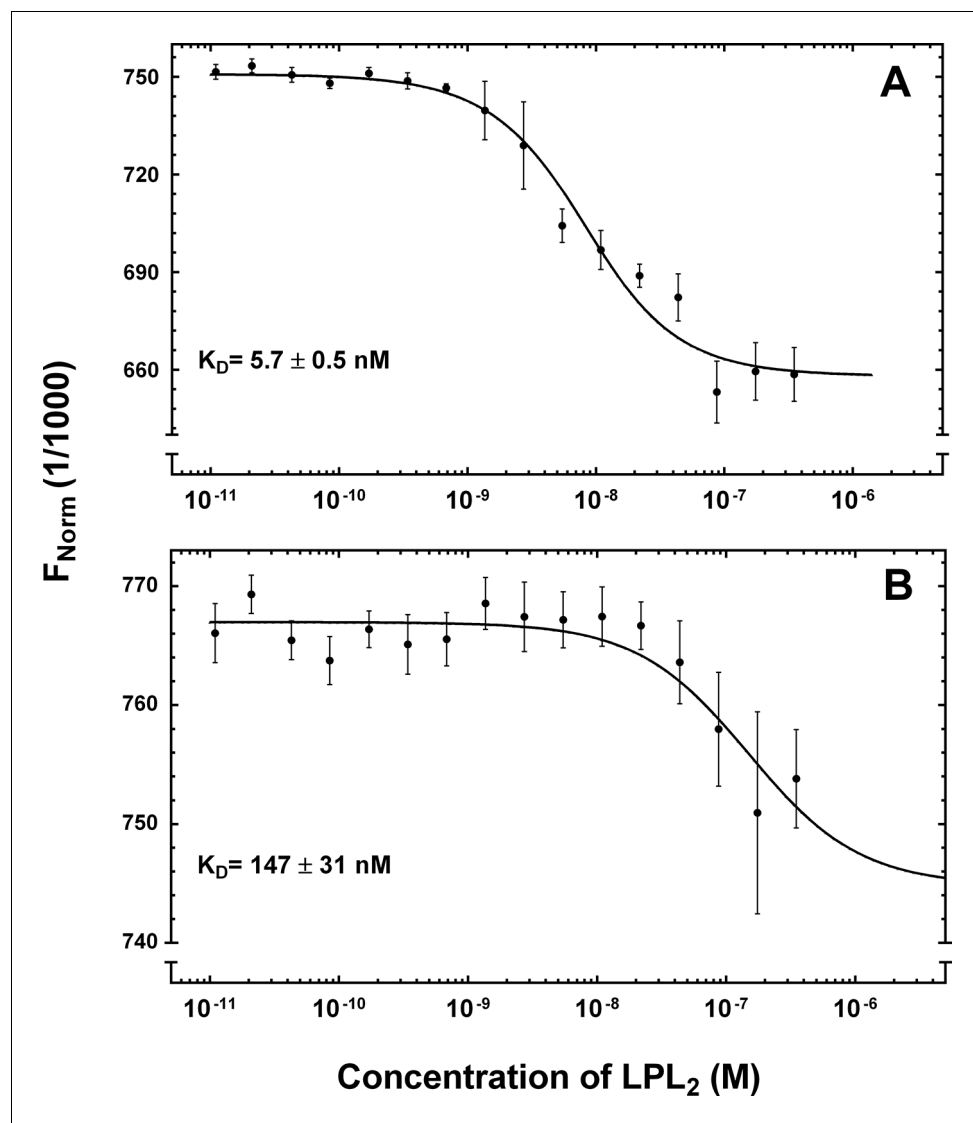 A
750
720
690
660
K_D= 5.7 ± 0.5 nM
10^-11 10^-10 10^-9 10^-8 10^-7 10^-6
F_Norm (1/1000)
B
770
760
750
740
K_D= 147 ± 31 nM
10^-11 10^-10 10^-9 10^-8 10^-7 10^-6
Concentration of LPL_2 (M)